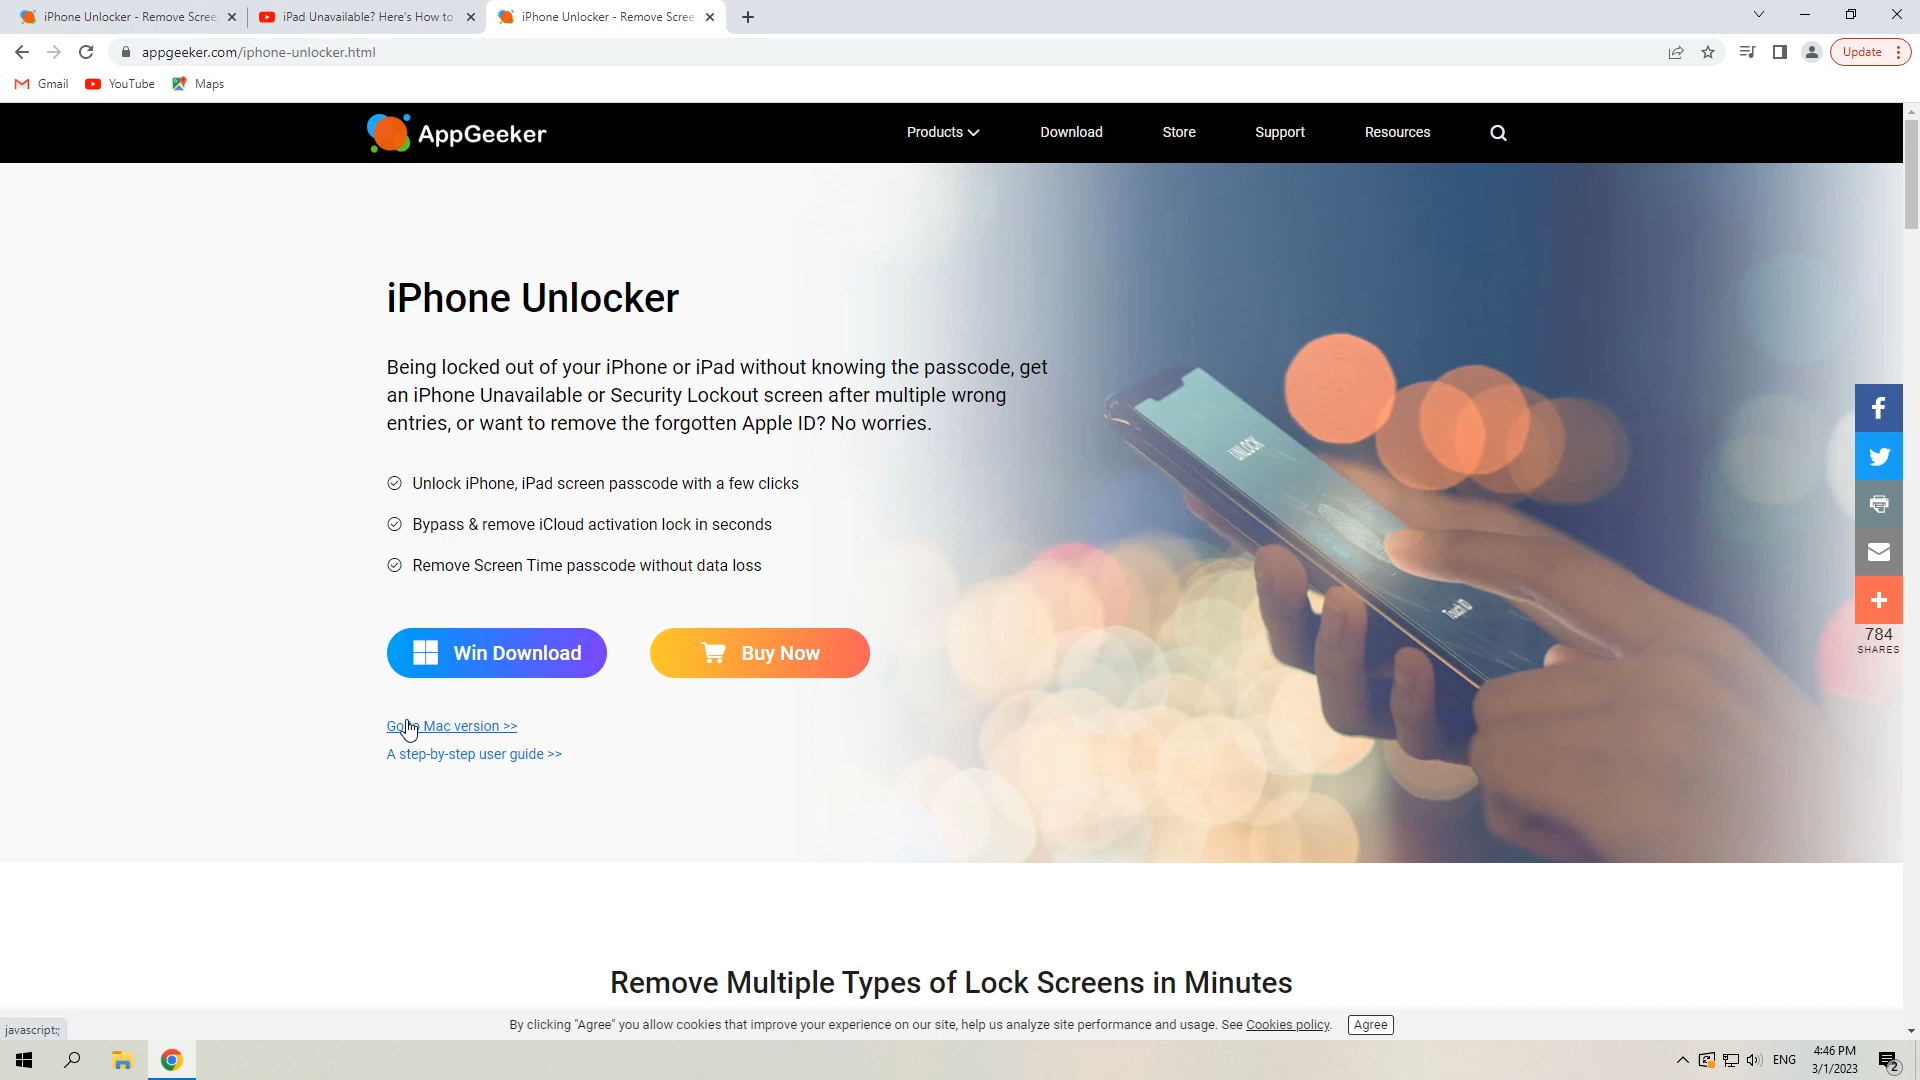 iPhone Unlocker - Remove Scree
iPad Unavailable? Here's How to
iPhone Unlocker - Remove Scree
appgeeker.com/iphone-unlocker.html
Update
Gmail
YouTube
Maps
AppGeeker
Products
Download
Store
Support
Resources
iPhone Unlocker
Being locked out of your iPhone or iPad without knowing the passcode, get
an iPhone Unavailable or Security Lockout screen after multiple wrong
entries, or want to remove the forgotten Apple ID? No worries.
Unlock iPhone, iPad screen passcode with a few clicks
Bypass & remove iCloud activation lock in seconds
Remove Screen Time passcode without data loss
Win Download
Buy Now
Go to Mac version >>
A step-by-step user guide >>
UNLOCK
Touch ID
784
SHARES
Remove Multiple Types of Lock Screens in Minutes
By clicking "Agree" you allow cookies that improve your experience on our site, help us analyze site performance and usage. See Cookies policy.
Agree
javascript:;
ENG
4:46 PM
3/1/2023
2